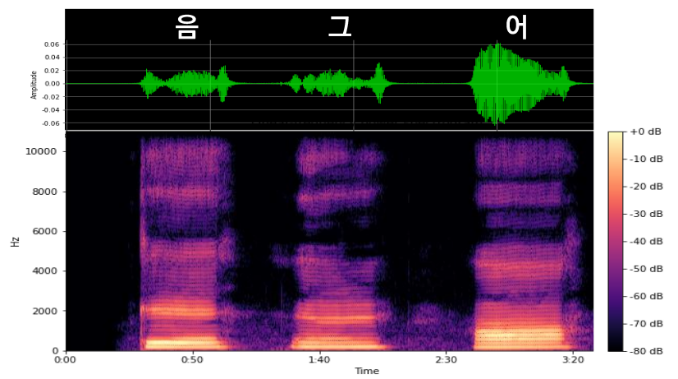 음 그 어
Amplitude
0.06
0.04
0.02
0.00
-0.02
-0.04
-0.06
Hz
10000
8000
6000
4000
2000
0
0:00 0:50 1:40 2:30 3:20
Time
+0 dB
-10 dB
-20 dB
-30 dB
-40 dB
-50 dB
-60 dB
-70 dB
-80 dB